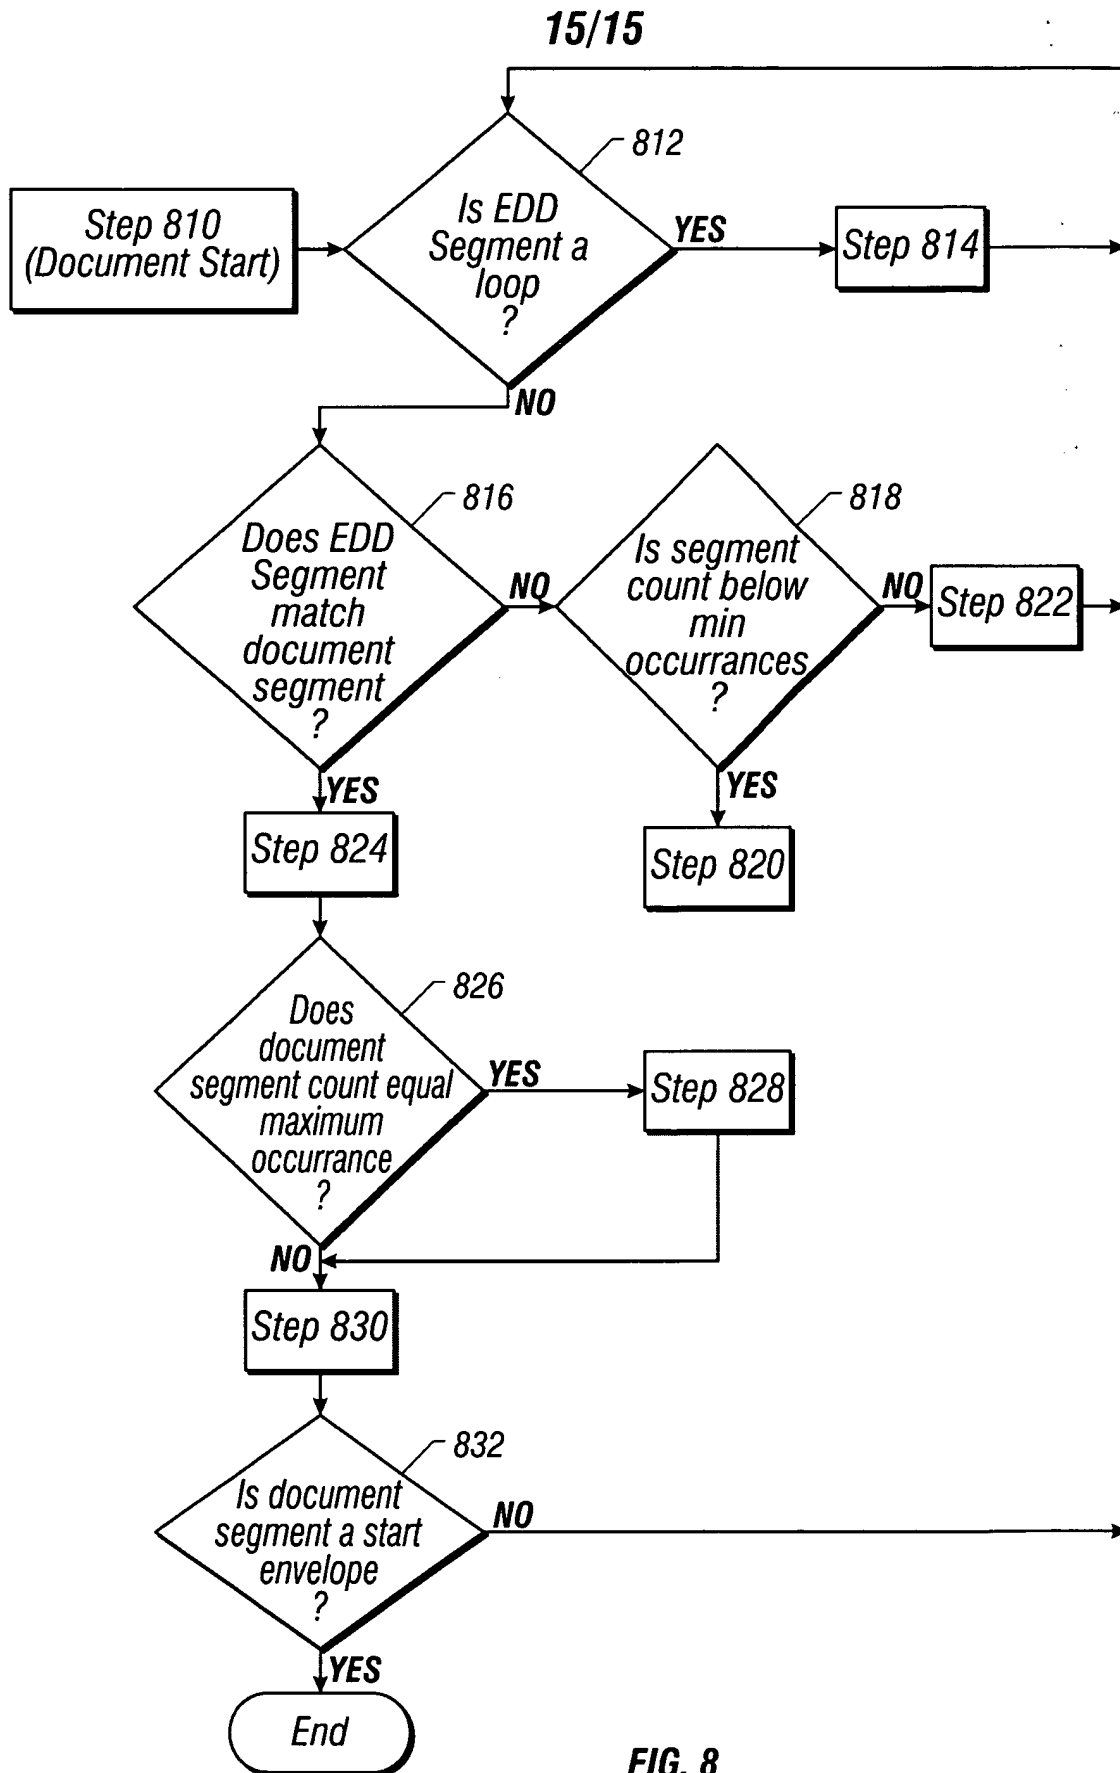 15/15
812
Step 810
(Document Start)
Is EDD
Segment a
loop
?
YES
Step 814
NO
816
Does EDD
Segment
match
document
segment
?
NO
818
Is segment
count below
min
occurrances
?
NO
Step 822
YES
YES
Step 824
Step 820
826
Does
document
segment count equal
maximum
occurrance
?
YES
Step 828
NO
Step 830
832
Is document
segment a start
envelope
?
NO
YES
End
FIG. 8